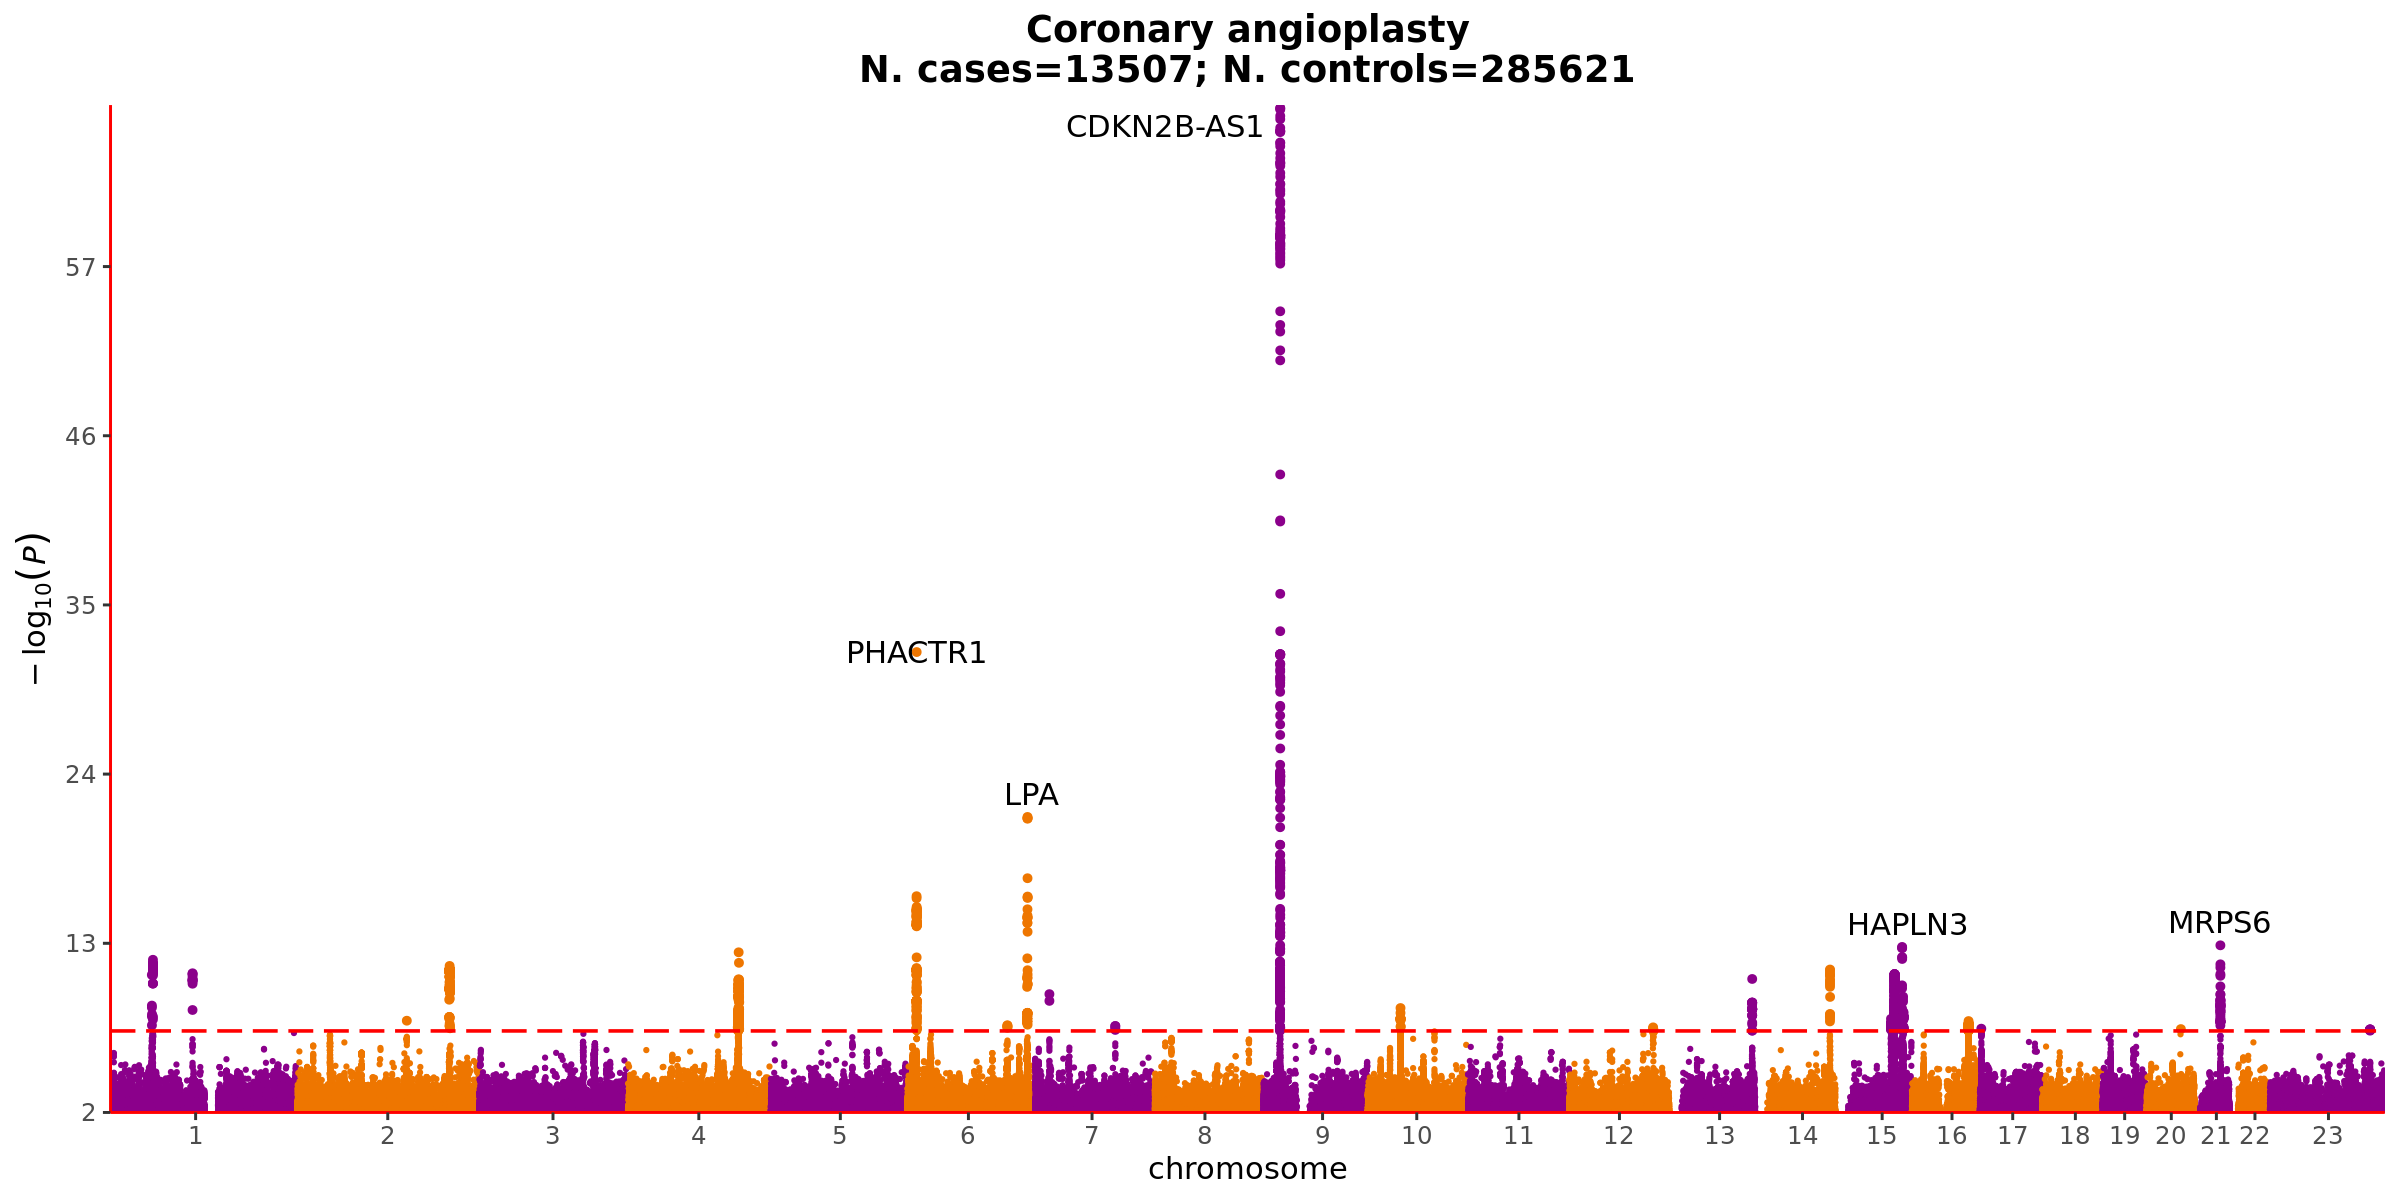 Coronary angioplasty
N. cases=13507; N. controls=285621
CDKN2B-AS1
57
46
35
PHACTR1
24
LPA
13
HAPLN3
MRPS6
2
−log₁₀(P)
1 2 3 4 5 6 7 8 9 10 11 12 13 14 15 16 17 18 19 20 21 22 23
chromosome